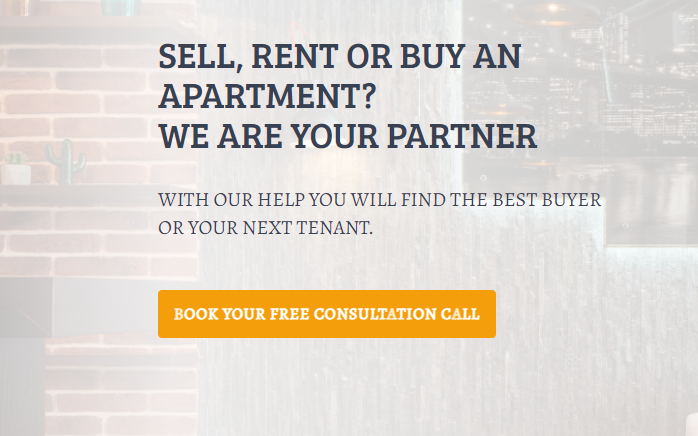 SELL, RENT OR BUY AN
APARTMENT?
WE ARE YOUR PARTNER
WITH OUR HELP YOU WILL FIND THE BEST BUYER
OR YOUR NEXT TENANT.
BOOK YOUR FREE CONSULTATION CALL